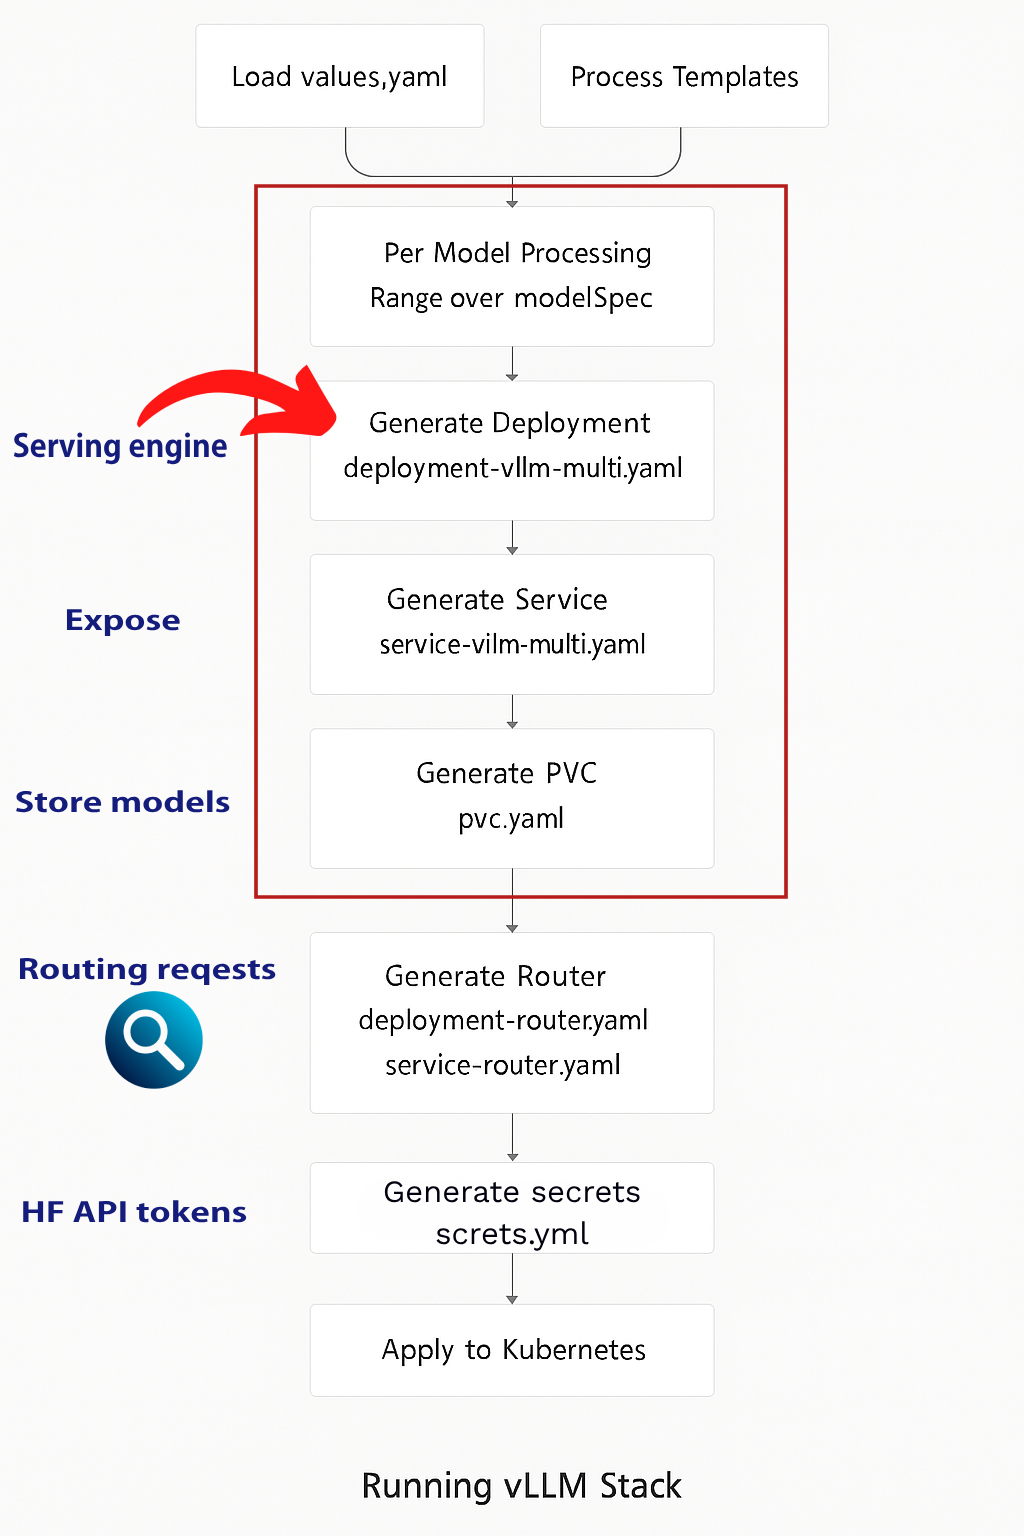 Load values,yaml
Process Templates
Per Model Processing
Range over modelSpec
Serving engine
Generate Deployment
deployment-vllm-multi.yaml
Expose
Generate Service
service-vilm-multi.yaml
Store models
Generate PVC
pvc.yaml
Routing reqests
Generate Router
deployment-router.yaml
service-router.yaml
HF API tokens
Generate secrets
screts.yml
Apply to Kubernetes
Running vLLM Stack